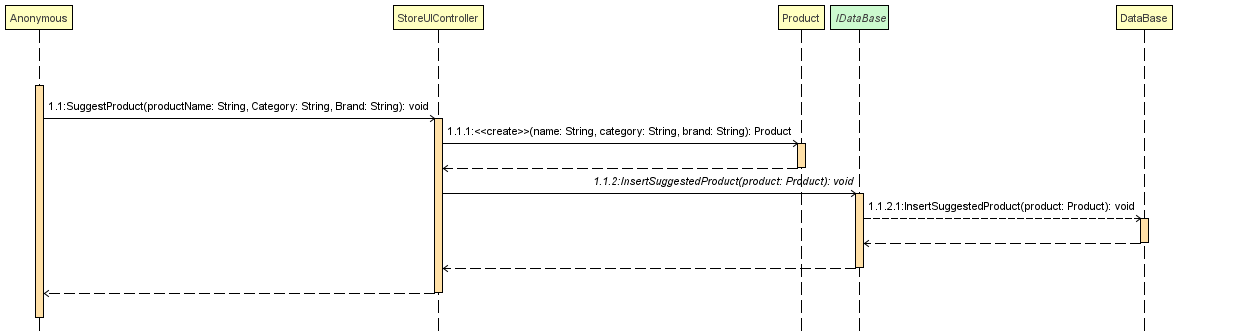 Anonymous
StoreUIController
Product
IDataBase
DataBase
1.1:SuggestProduct(productName: String, Category: String, Brand: String): void
1.1.1:<<create>>(name: String, category: String, brand: String): Product
1.1.2:InsertSuggestedProduct(product: Product): void
1.1.2.1:InsertSuggestedProduct(product: Product): void